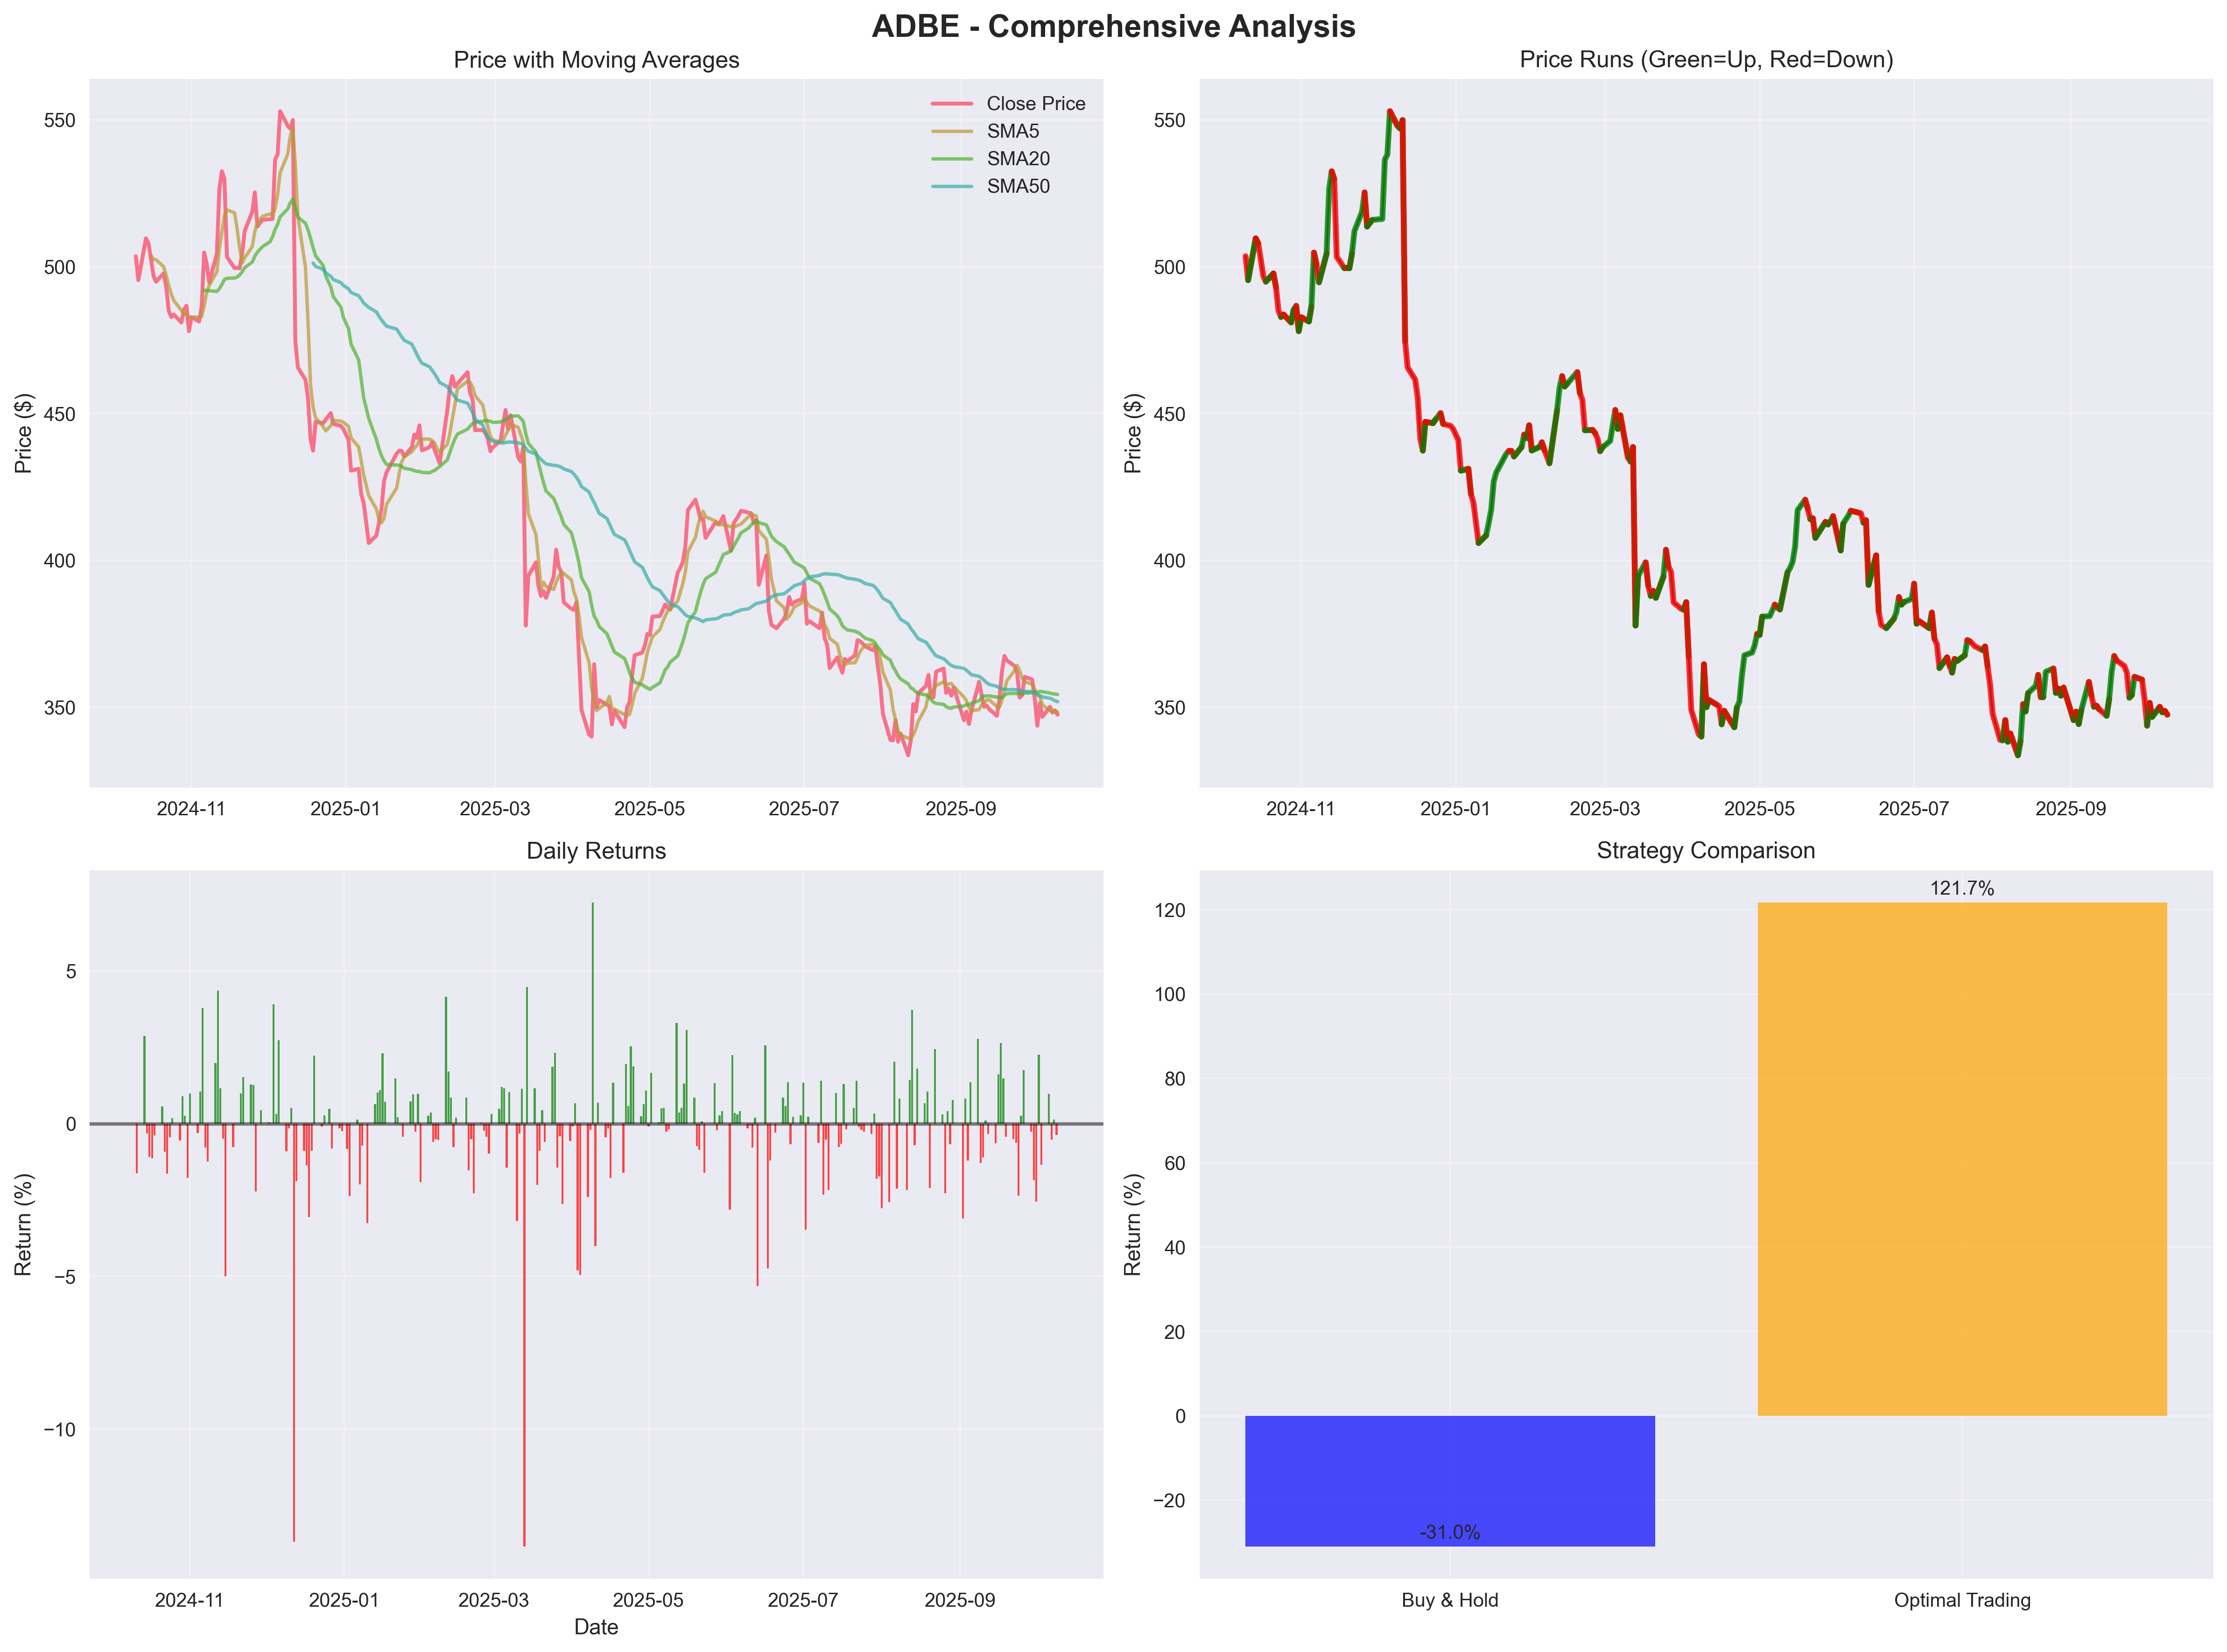 ADBE - Comprehensive Analysis
Price with Moving Averages
Price ($)
550
500
450
400
350
Close Price
SMA5
SMA20
SMA50
2024-11
2025-01
2025-03
2025-05
2025-07
2025-09
Price Runs (Green=Up, Red=Down)
Price ($)
550
500
450
400
350
2024-11
2025-01
2025-03
2025-05
2025-07
2025-09
Daily Returns
Return (%)
5
0
−5
−10
2024-11
2025-01
2025-03
2025-05
2025-07
2025-09
Date
Strategy Comparison
Return (%)
120
100
80
60
40
20
0
−20
121.7%
-31.0%
Buy & Hold
Optimal Trading